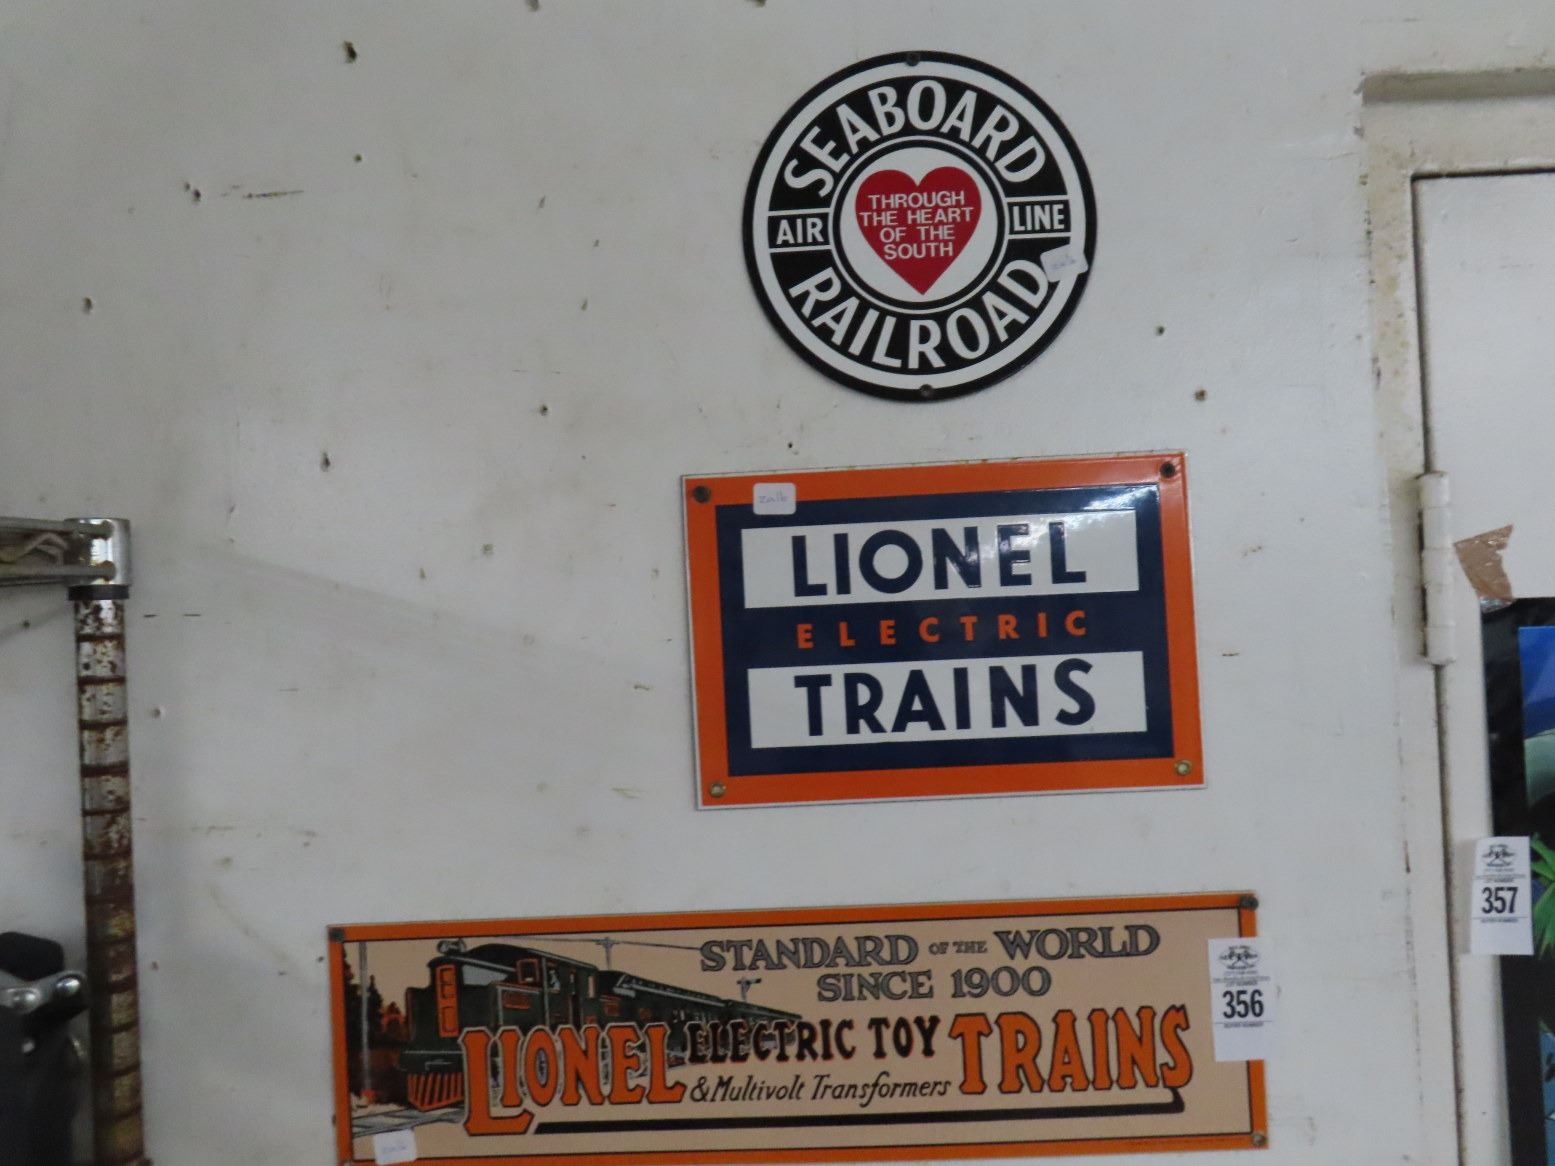 SEABOARD
AIR LINE
RAILROAD
THROUGH
THE HEART
OF THE
SOUTH
LIONEL
ELECTRIC
TRAINS
STANDARD OF THE WORLD
SINCE 1900
LIONEL ELECTRIC TOY TRAINS
& Multivolt Transformers
356
357